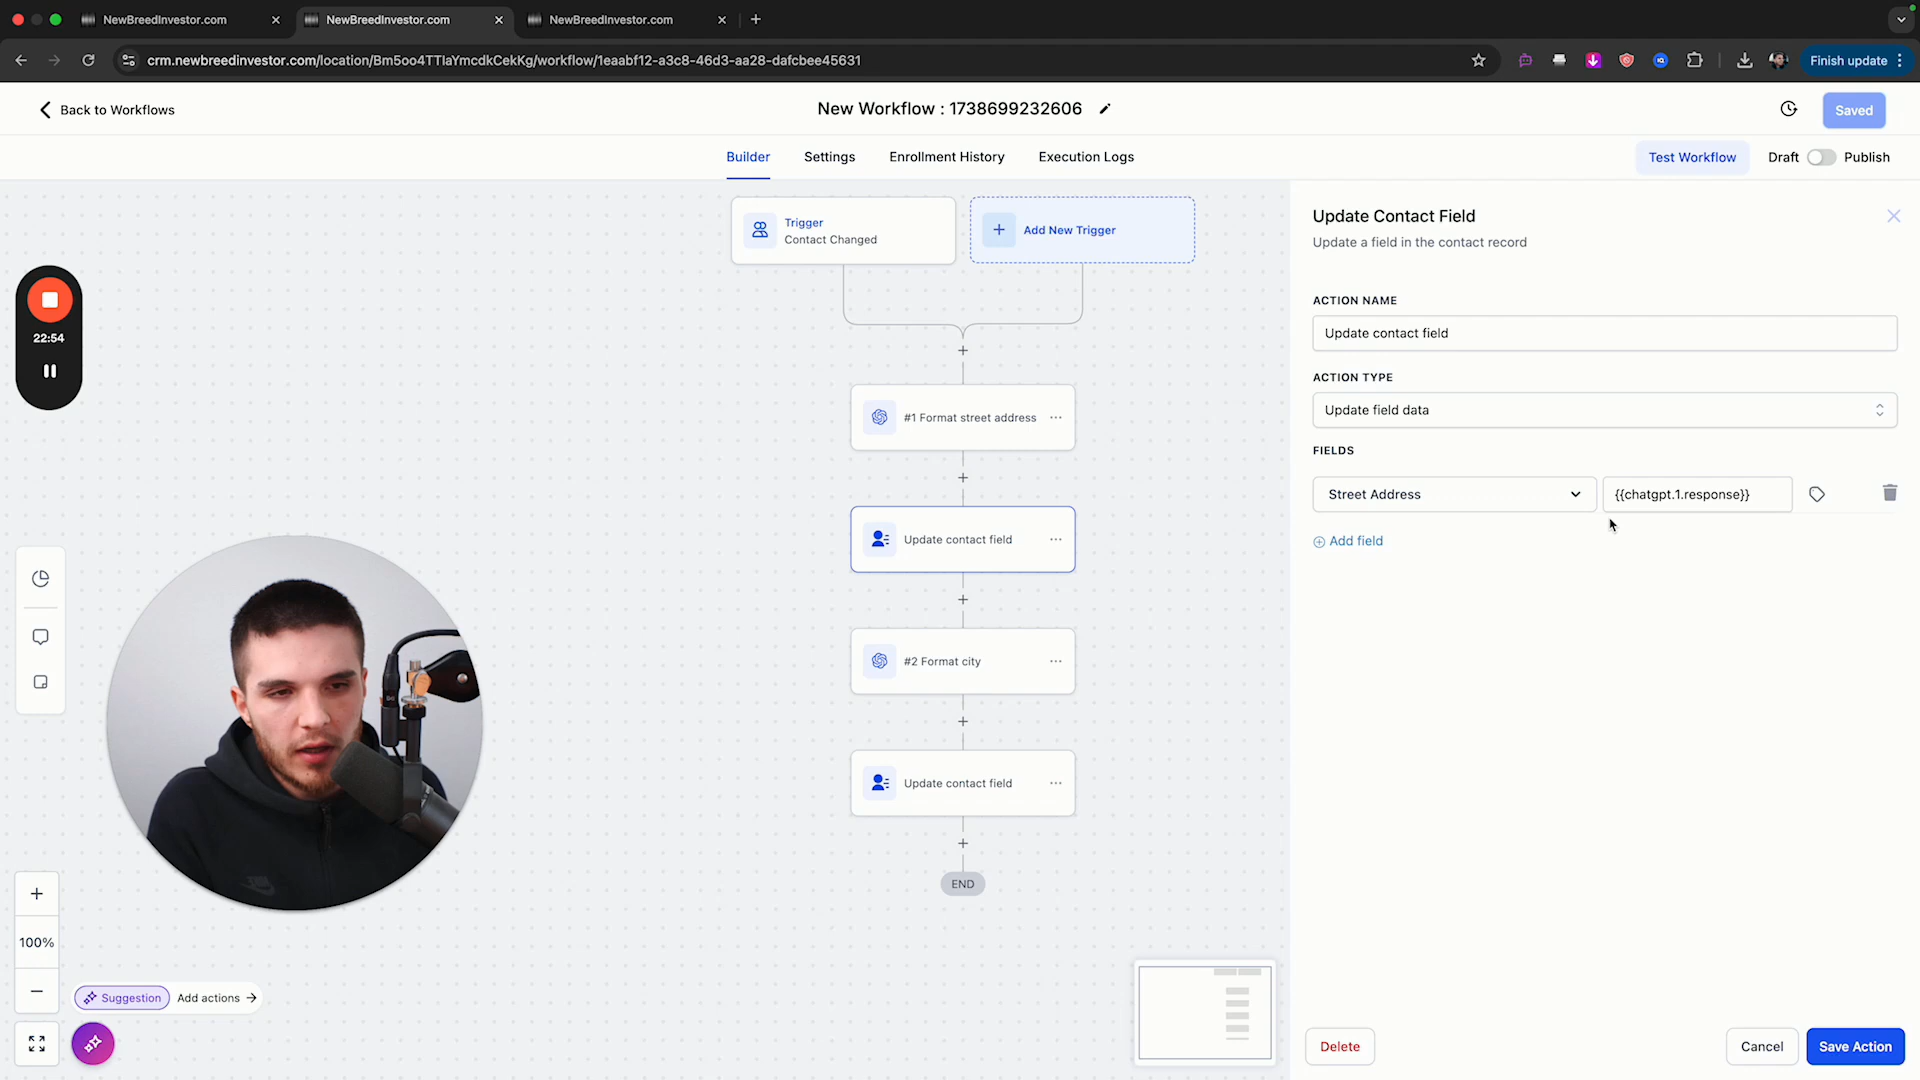 NewBreedInvestor.com
NewBreedInvestor.com
NewBreedInvestor.com
crm.newbreedinvestor.com/location/Bm5oo4TTlaYmcdkCekKg/workflow/1eaabf12-a3c8-46d3-aa28-dafcbee45631
Finish update
Back to Workflows
New Workflow : 1738699232606
Saved
Builder
Settings
Enrollment History
Execution Logs
Test Workflow
Draft
Publish
Trigger
Contact Changed
Add New Trigger
22:54
#1 Format street address
Update contact field
#2 Format city
Update contact field
END
100%
Suggestion
Add actions
Update Contact Field
Update a field in the contact record
ACTION NAME
Update contact field
ACTION TYPE
Update field data
FIELDS
Street Address
{{chatgpt.1.response}}
Add field
Delete
Cancel
Save Action